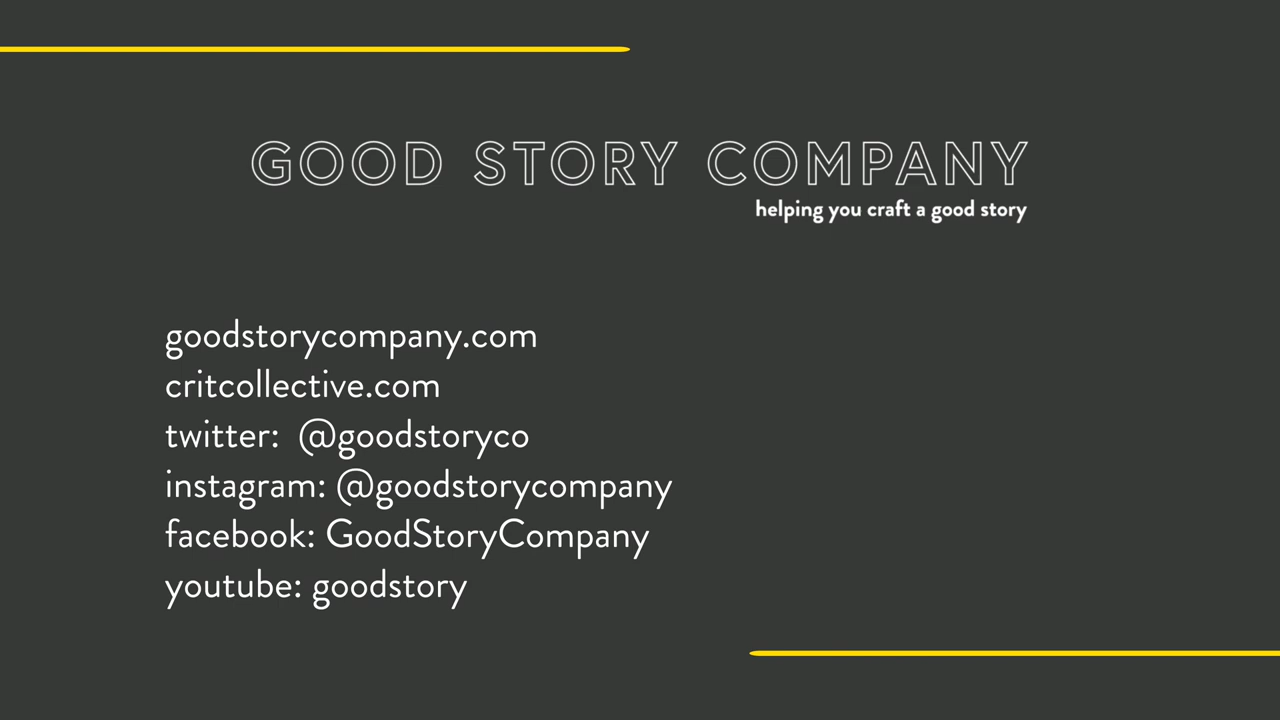 GOOD STORY COMPANY
helping you craft a good story
goodstorycompany.com
critcollective.com
twitter: @goodstoryco
instagram: @goodstorycompany
facebook: GoodStoryCompany
youtube: goodstory